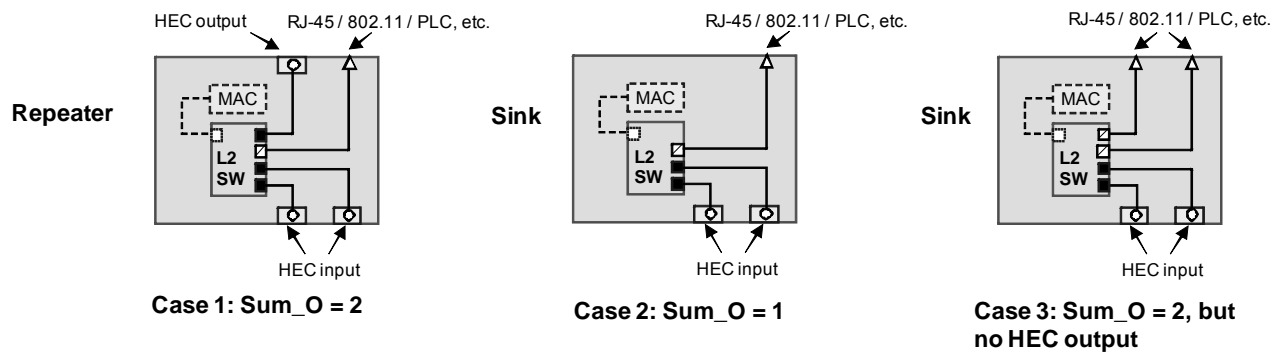 HEC output
RJ-45 / 802.11 / PLC, etc.
Repeater
MAC
L2
SW
HEC input
Case 1: Sum_O = 2
RJ-45 / 802.11 / PLC, etc.
Sink
MAC
L2
SW
HEC input
Case 2: Sum_O = 1
RJ-45 / 802.11 / PLC, etc.
Sink
MAC
L2
SW
HEC input
Case 3: Sum_O = 2, but
no HEC output